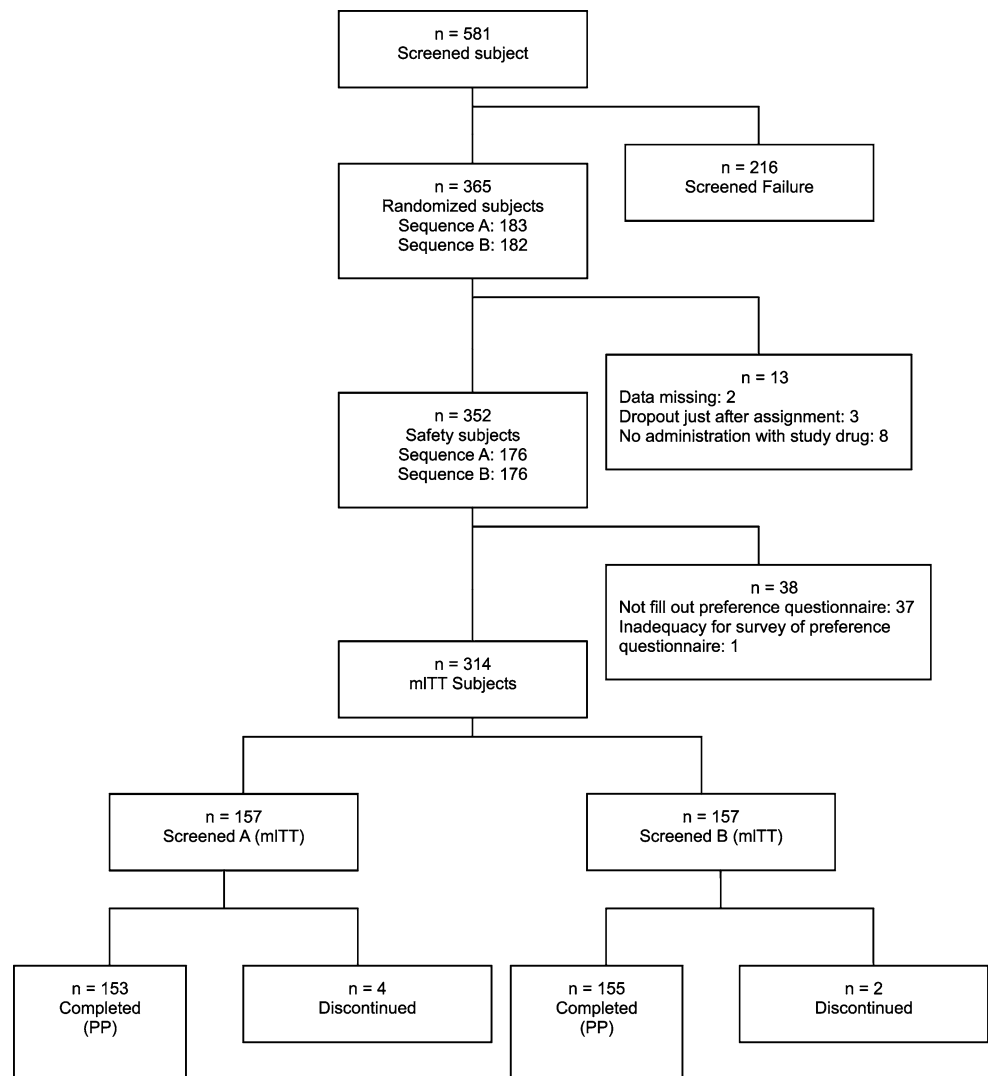 n = 581
Screened subject
n = 216
Screened Failure
n = 365
Randomized subjects
Sequence A: 183
Sequence B: 182
n = 13
Data missing: 2
Dropout just after assignment: 3
No administration with study drug: 8
n = 352
Safety subjects
Sequence A: 176
Sequence B: 176
n = 38
Not fill out preference questionnaire: 37
Inadequacy for survey of preference
questionnaire: 1
n = 314
mITT Subjects
n = 157
Screened A (mITT)
n = 157
Screened B (mITT)
n = 153
Completed
(PP)
n = 4
Discontinued
n = 155
Completed
(PP)
n = 2
Discontinued